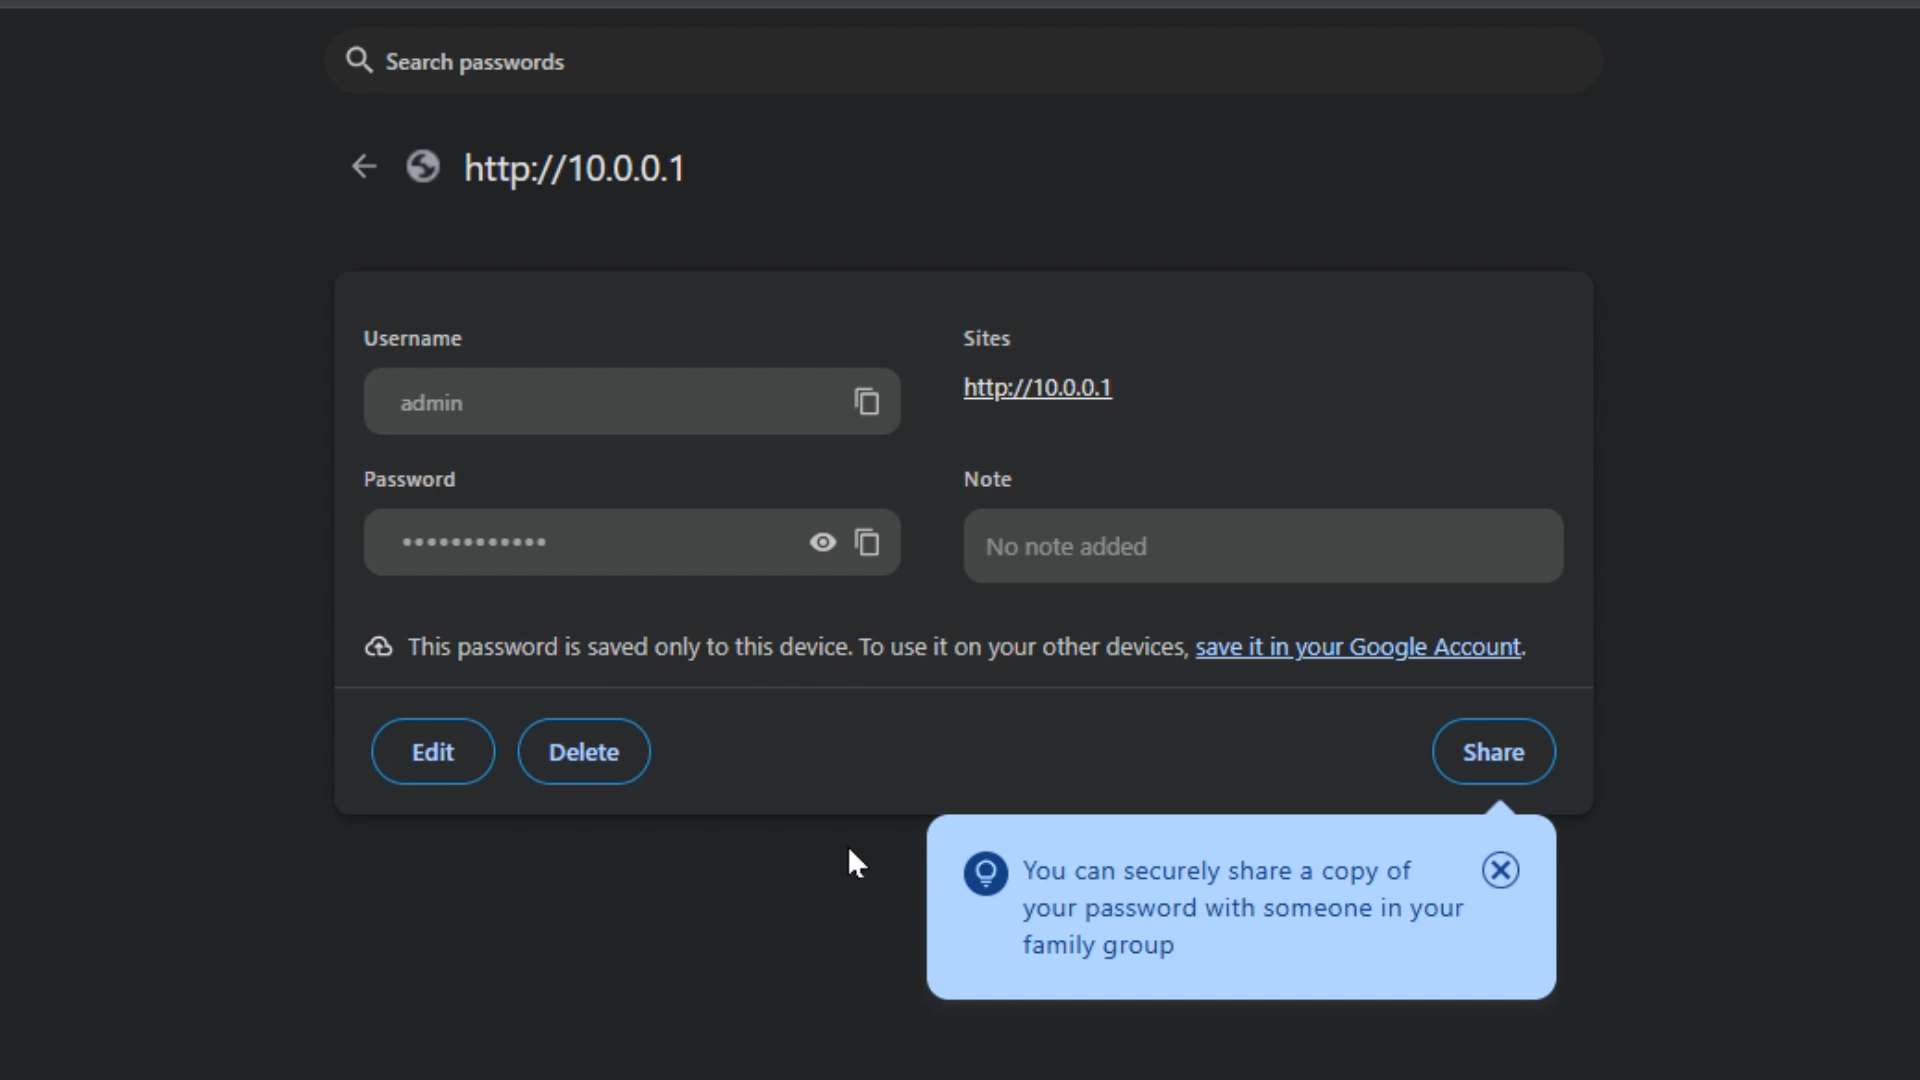 Search passwords
http://10.0.0.1
Username
admin
Sites
http://10.0.0.1
Password
••••••••••••
Note
No note added
This password is saved only to this device. To use it on your other devices, save it in your Google Account.
Edit
Delete
Share
You can securely share a copy of
your password with someone in your
family group